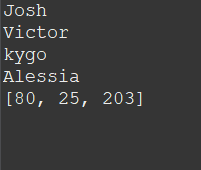 Josh
Victor
kygo
Alessia
[80, 25, 203]